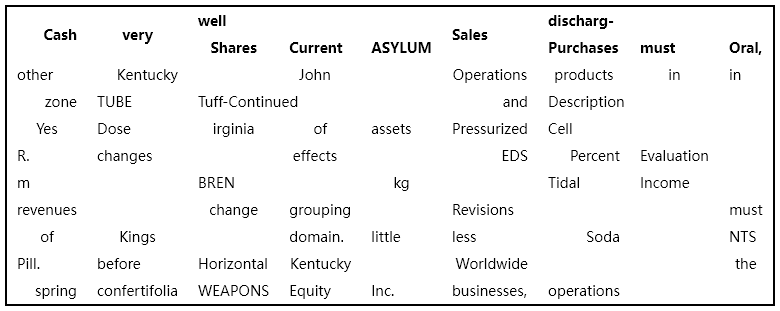 well discharg-
Cash very Shares Current ASYLUM Sales Purchases must Oral,
other Kentucky John Operations products in in
zone TUBE Tuff-Continued and Description
Yes Dose irginia of assets Pressurized Cell
R. changes effects EDS Percent Evaluation
m BREN kg Tidal Income
revenues change grouping Revisions must
of Kings domain. little less Soda NTS
Pill. before Horizontal Kentucky Worldwide the
spring confertifolia WEAPONS Equity Inc. businesses, operations